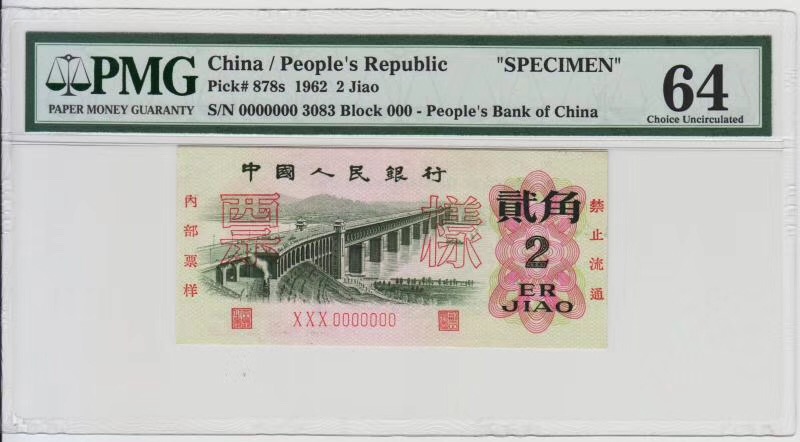 PMG
PAPER MONEY GUARANTY
China / People's Republic "SPECIMEN"
Pick# 878s 1962 2 Jiao
S/N 0000000 3083 Block 000 - People's Bank of China
64
Choice Uncirculated
中國人民銀行
票樣
內部票样
禁止流通
貳角
2
ER
JIAO
XXX 0000000